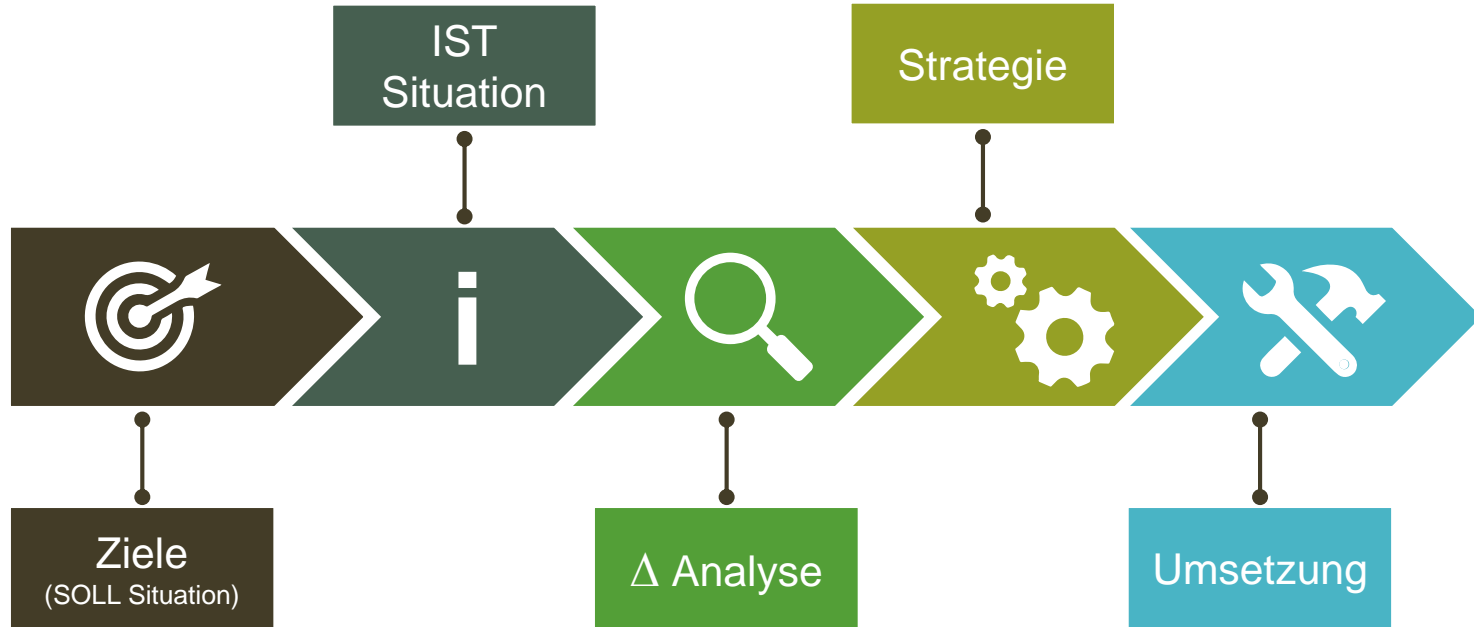 IST
Situation
Strategie
i
Ziele
(SOLL Situation)
Δ Analyse
Umsetzung